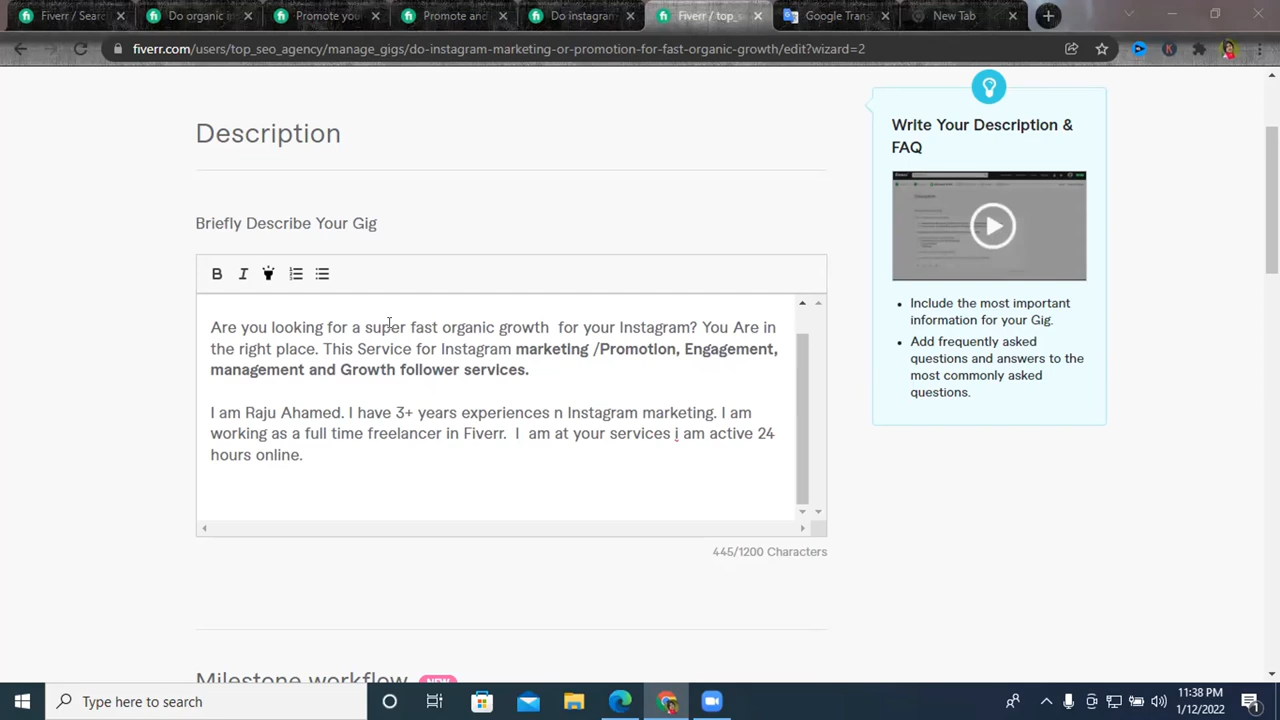 Fiverr / Sear
Do organic m
Promote you
Promote and
Do instagram
Fiverr / top_s
Google Trans
New Tab
fiverr.com/users/top_seo_agency/manage_gigs/do-instagram-marketing-or-promotion-for-fast-organic-growth/edit?wizard=2
Description
Briefly Describe Your Gig
B I
Are you looking for a super fast organic growth  for your Instagram? You Are in
the right place. This Service for Instagram marketing /Promotion, Engagement,
management and Growth follower services.
I am Raju Ahamed. I have 3+ years experiences n Instagram marketing. I am
working as a full time freelancer in Fiverr.  I  am at your services i am active 24
hours online.
445/1200 Characters
Milestone workflow NEW
Write Your Description &
FAQ
Include the most important
information for your Gig.
Add frequently asked
questions and answers to the
most commonly asked
questions.
Type here to search
11:38 PM
1/12/2022